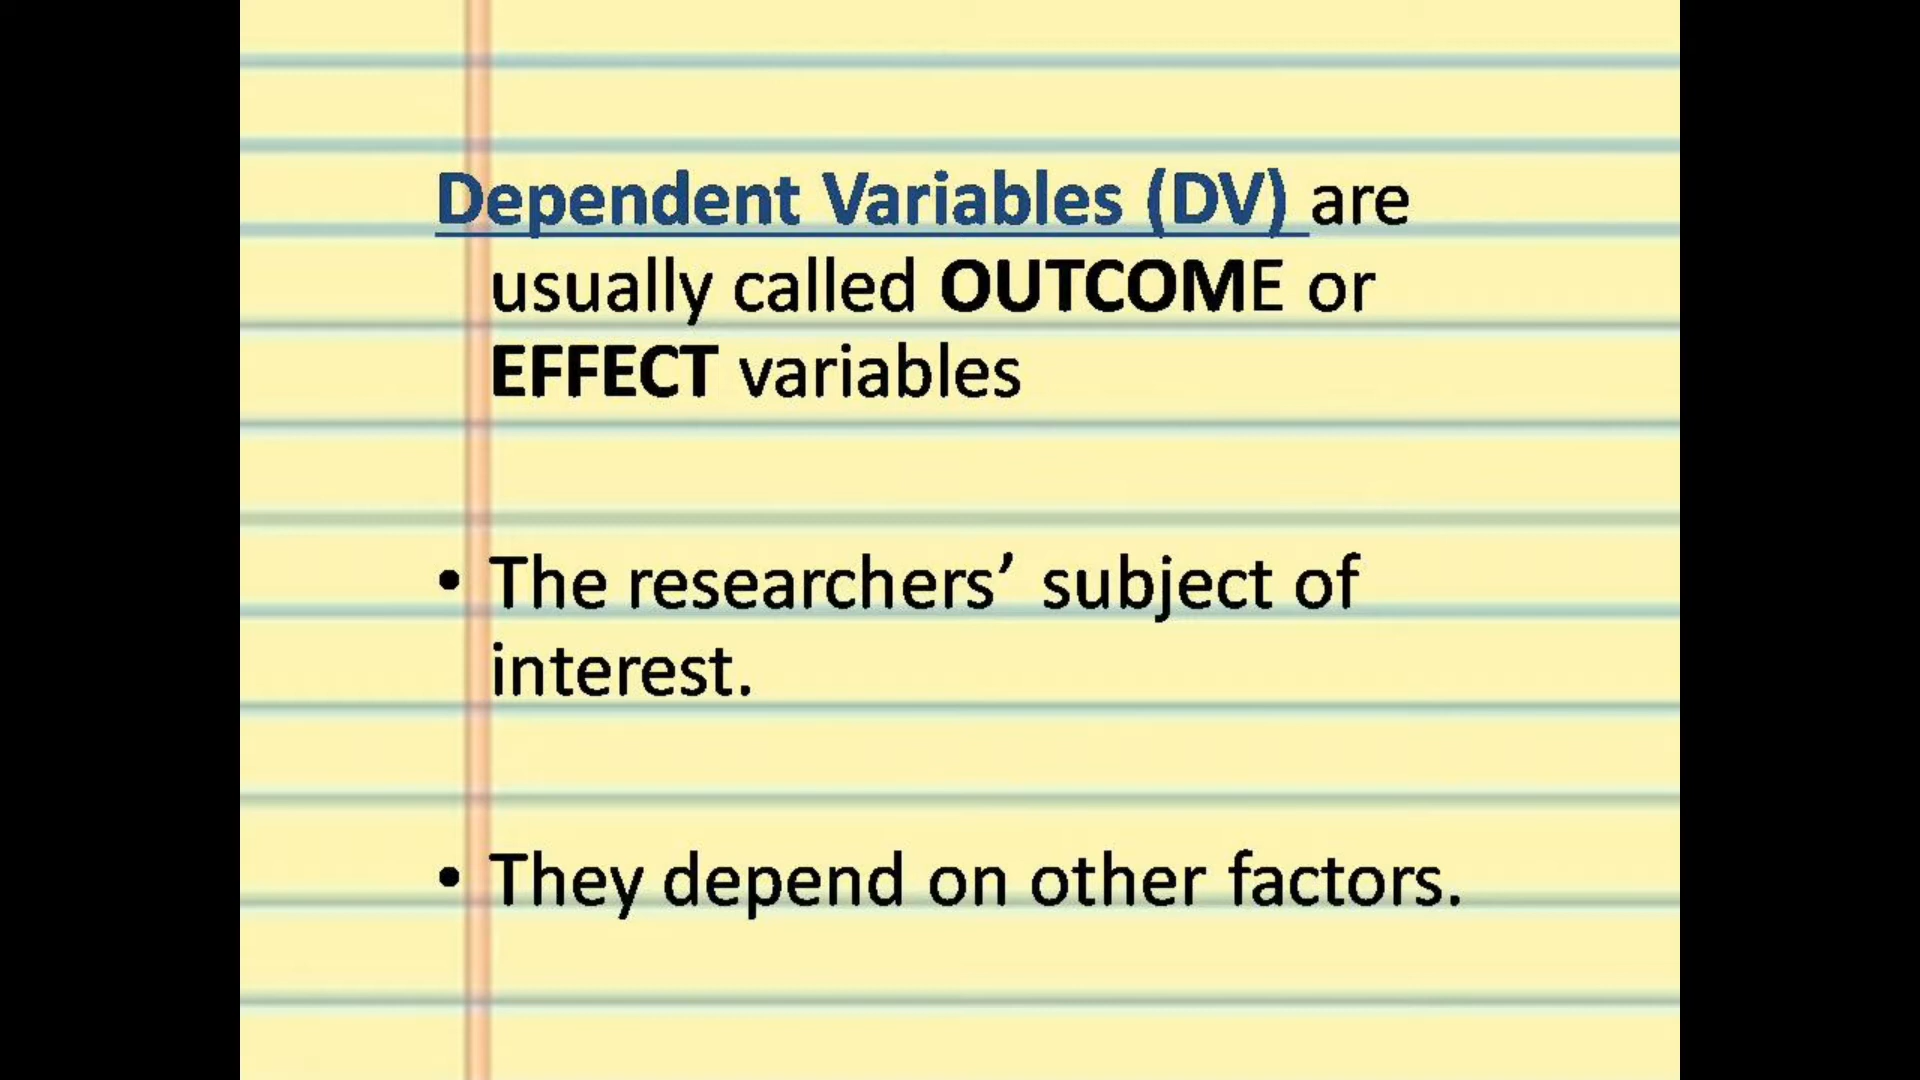 Dependent Variables (DV) are
usually called OUTCOME or
EFFECT variables
• The researchers’ subject of
interest.
• They depend on other factors.